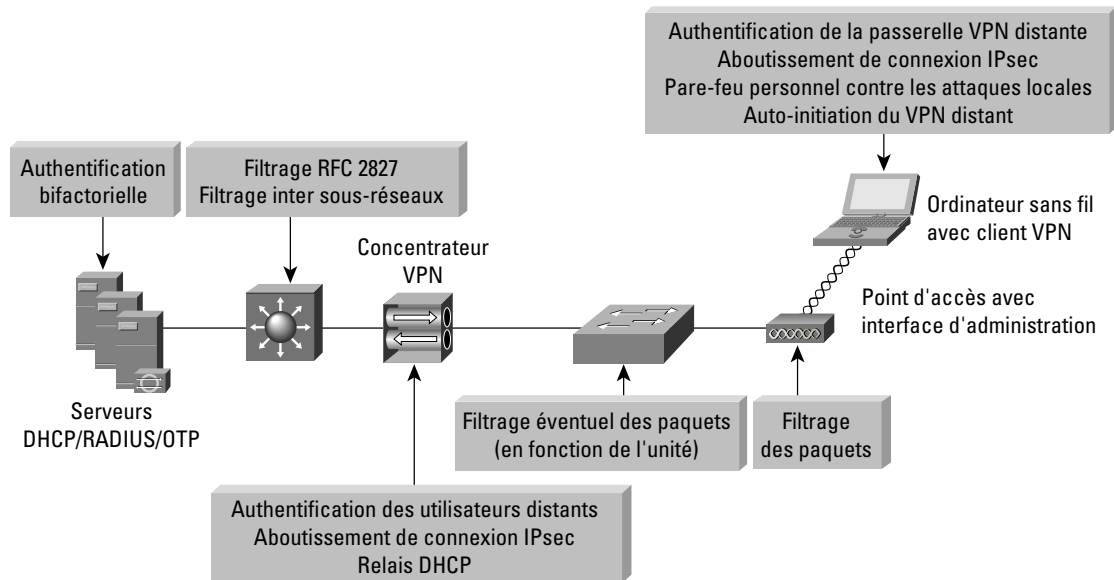 Authentification de la passerelle VPN distante
Aboutissement de connexion IPsec
Pare-feu personnel contre les attaques locales
Auto-initiation du VPN distant
Authentification
bifactorielle
Filtrage RFC 2827
Filtrage inter sous-réseaux
Concentrateur
VPN
Ordinateur sans fil
avec client VPN
Point d'accès avec
interface d'administration
Serveurs
DHCP/RADIUS/OTP
Filtrage éventuel des paquets
(en fonction de l'unité)
Filtrage
des paquets
Authentification des utilisateurs distants
Aboutissement de connexion IPsec
Relais DHCP